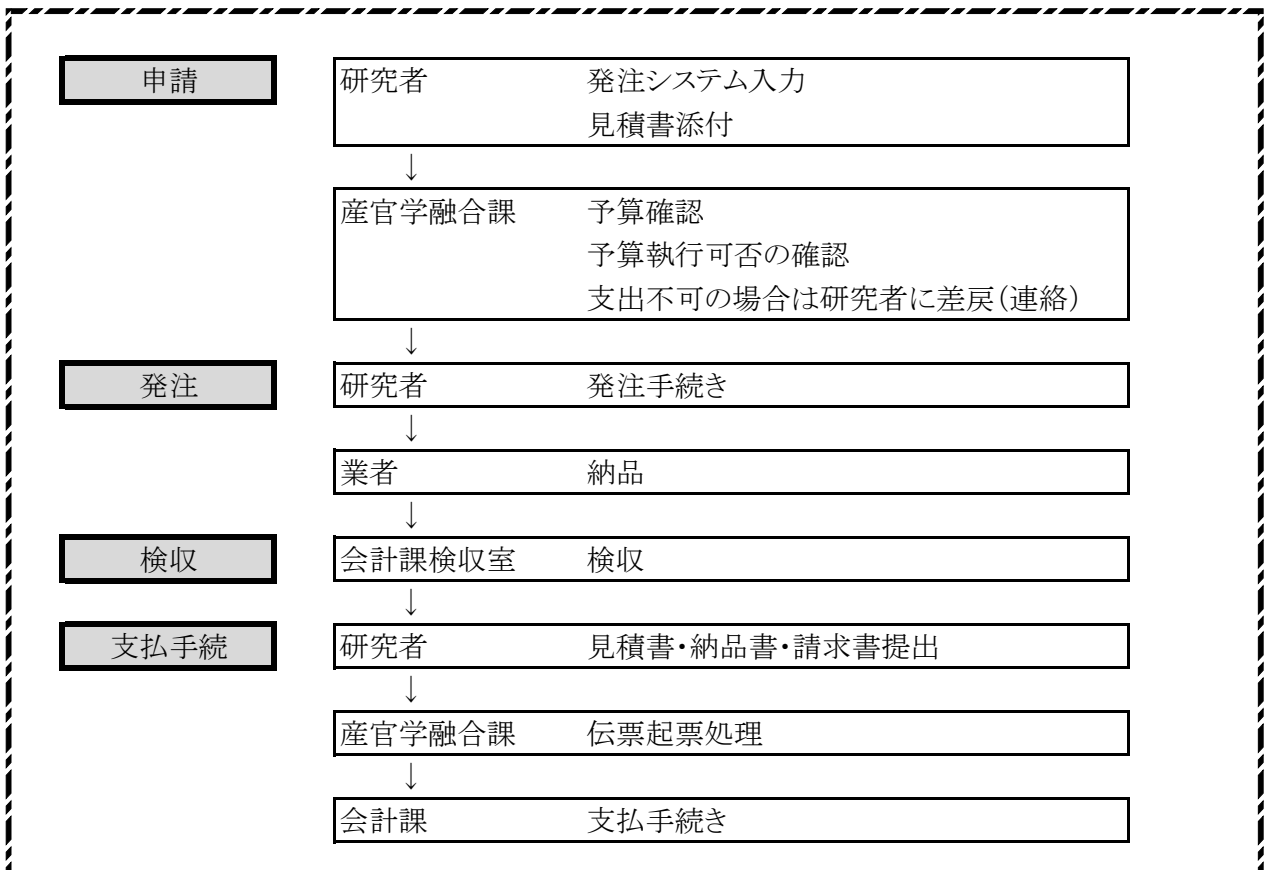 申請 研究者 発注システム入力
見積書添付
↓
産官学融合課 予算確認
予算執行可否の確認
支出不可の場合は研究者に差戻(連絡)
↓
発注 研究者 発注手続き
↓
業者 納品
↓
検収 会計課検収室 検収
↓
支払手続 研究者 見積書・納品書・請求書提出
↓
産官学融合課 伝票起票処理
↓
会計課 支払手続き